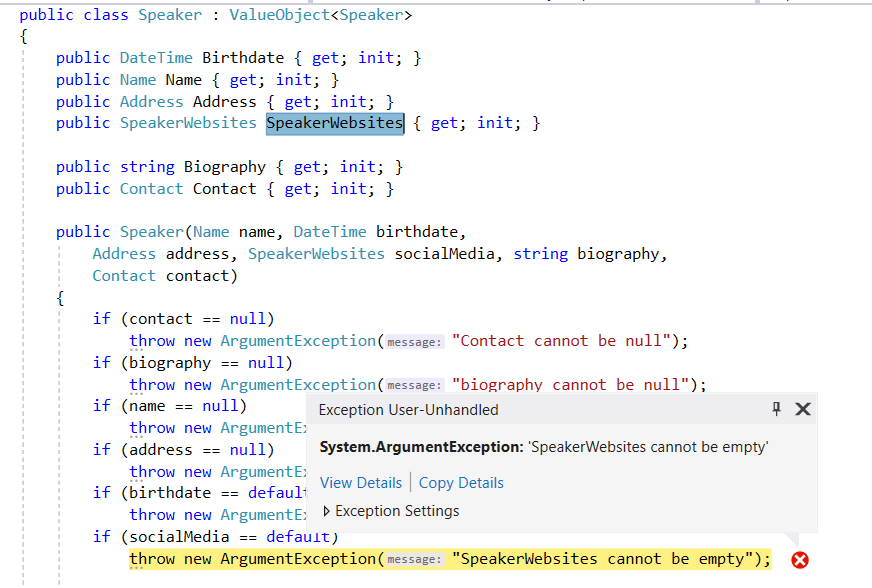 public class Speaker : ValueObject<Speaker>
{
public DateTime Birthdate { get; init; }
public Name Name { get; init; }
public Address Address { get; init; }
public SpeakerWebsites SpeakerWebsites { get; init; }
public string Biography { get; init; }
public Contact Contact { get; init; }
public Speaker(Name name, DateTime birthdate,
Address address, SpeakerWebsites socialMedia, string biography,
Contact contact)
{
if (contact == null)
throw new ArgumentException(message: "Contact cannot be null");
if (biography == null)
throw new ArgumentException(message: "biography cannot be null");
if (name == null)
throw new ArgumentEx
if (address == null)
throw new ArgumentEx
if (birthdate == default
throw new ArgumentEx
if (socialMedia == default)
throw new ArgumentException(message: "SpeakerWebsites cannot be empty");
Exception User-Unhandled
System.ArgumentException: 'SpeakerWebsites cannot be empty'
View Details | Copy Details
Exception Settings